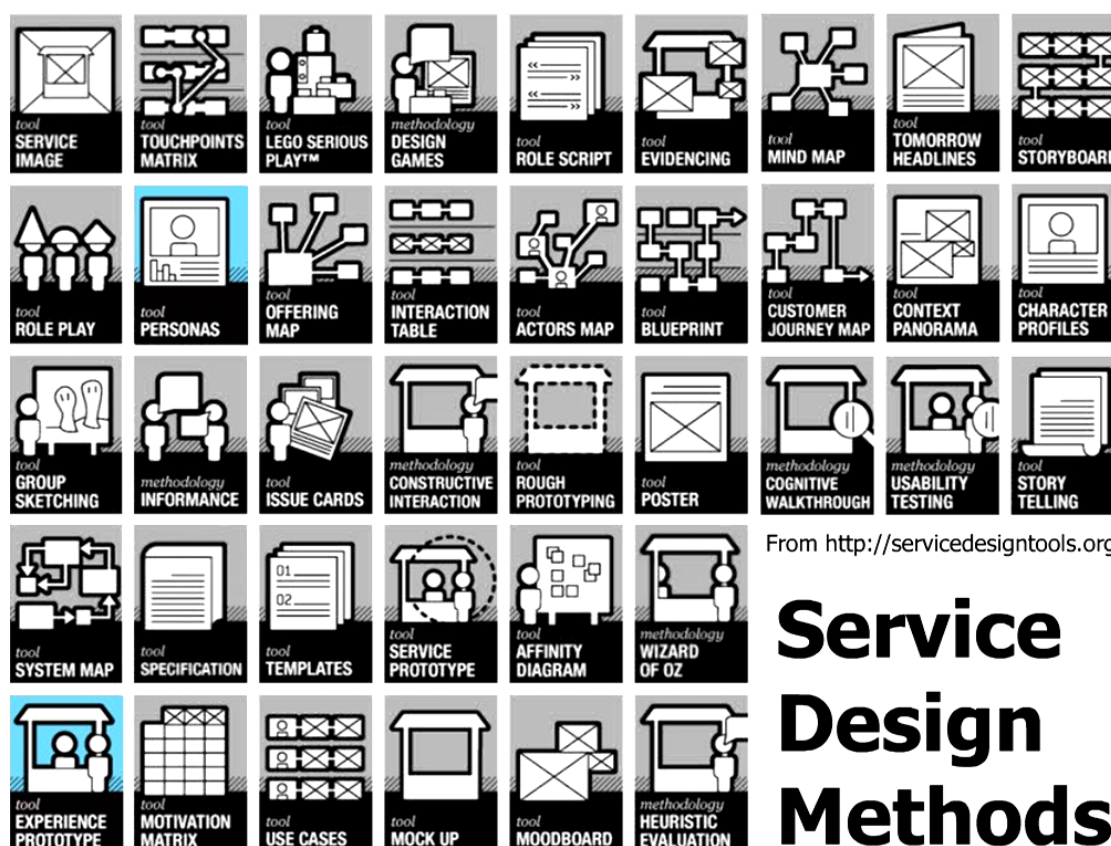 tool
SERVICE
IMAGE
tool
TOUCHPOINTS
MATRIX
tool
LEGO SERIOUS
PLAY™
methodology
DESIGN
GAMES
tool
ROLE SCRIPT
tool
EVIDENCING
tool
MIND MAP
tool
TOMORROW
HEADLINES
tool
STORYBOARD
tool
ROLE PLAY
tool
PERSONAS
tool
OFFERING
MAP
tool
INTERACTION
TABLE
tool
ACTORS MAP
tool
BLUEPRINT
tool
CUSTOMER
JOURNEY MAP
tool
CONTEXT
PANORAMA
tool
CHARACTER
PROFILES
tool
GROUP
SKETCHING
methodology
INFORMANCE
tool
ISSUE CARDS
methodology
CONSTRUCTIVE
INTERACTION
tool
ROUGH
PROTOTYPING
tool
POSTER
methodology
COGNITIVE
WALKTHROUGH
methodology
USABILITY
TESTING
tool
STORY
TELLING
tool
SYSTEM MAP
tool
SPECIFICATION
01
02
tool
TEMPLATES
tool
SERVICE
PROTOTYPE
tool
AFFINITY
DIAGRAM
methodology
WIZARD
OF OZ
From http://servicedesigntools.org
tool
EXPERIENCE
PROTOTYPE
tool
MOTIVATION
MATRIX
tool
USE CASES
tool
MOCK UP
tool
MOODBOARD
methodology
HEURISTIC
EVALUATION
Service
Design
Methods